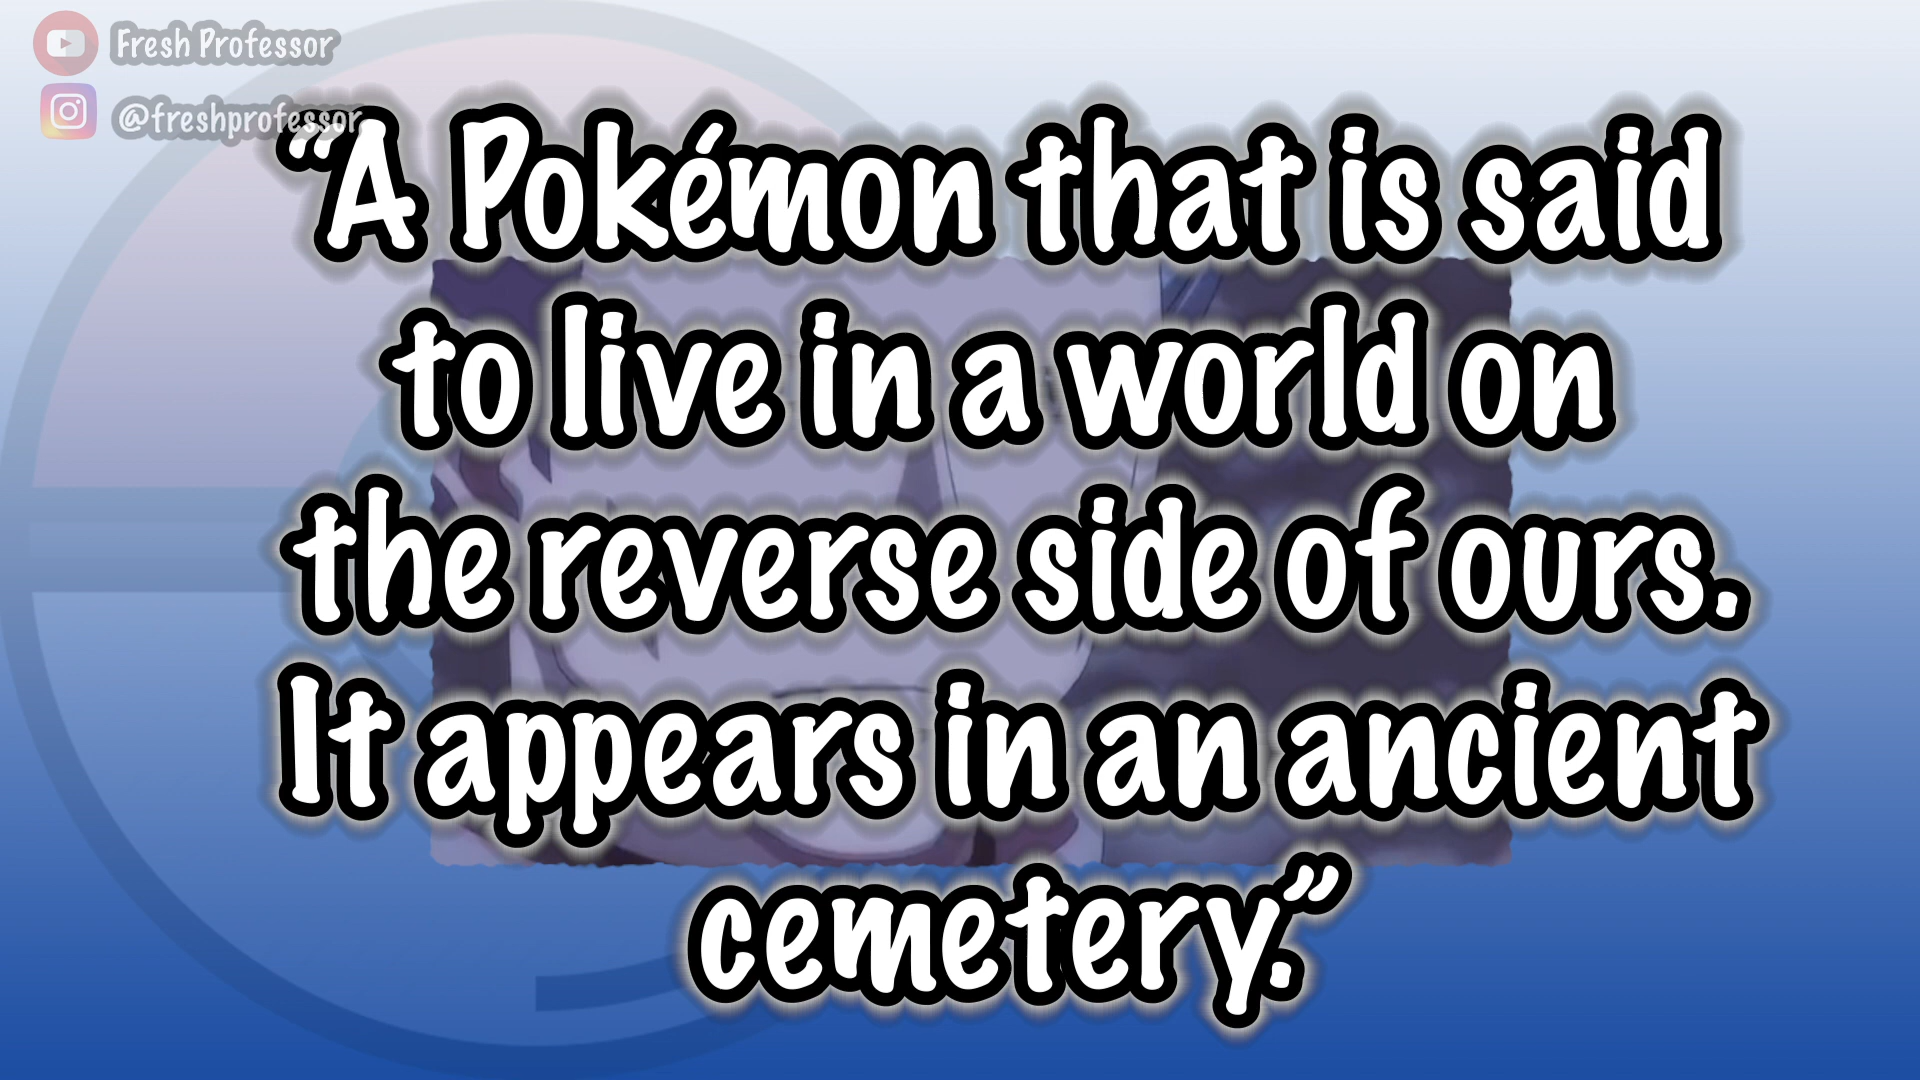 Fresh Professor
@freshprofessor
“A Pokémon that is said
to live in a world on
the reverse side of ours.
It appears in an ancient
cemetery.”